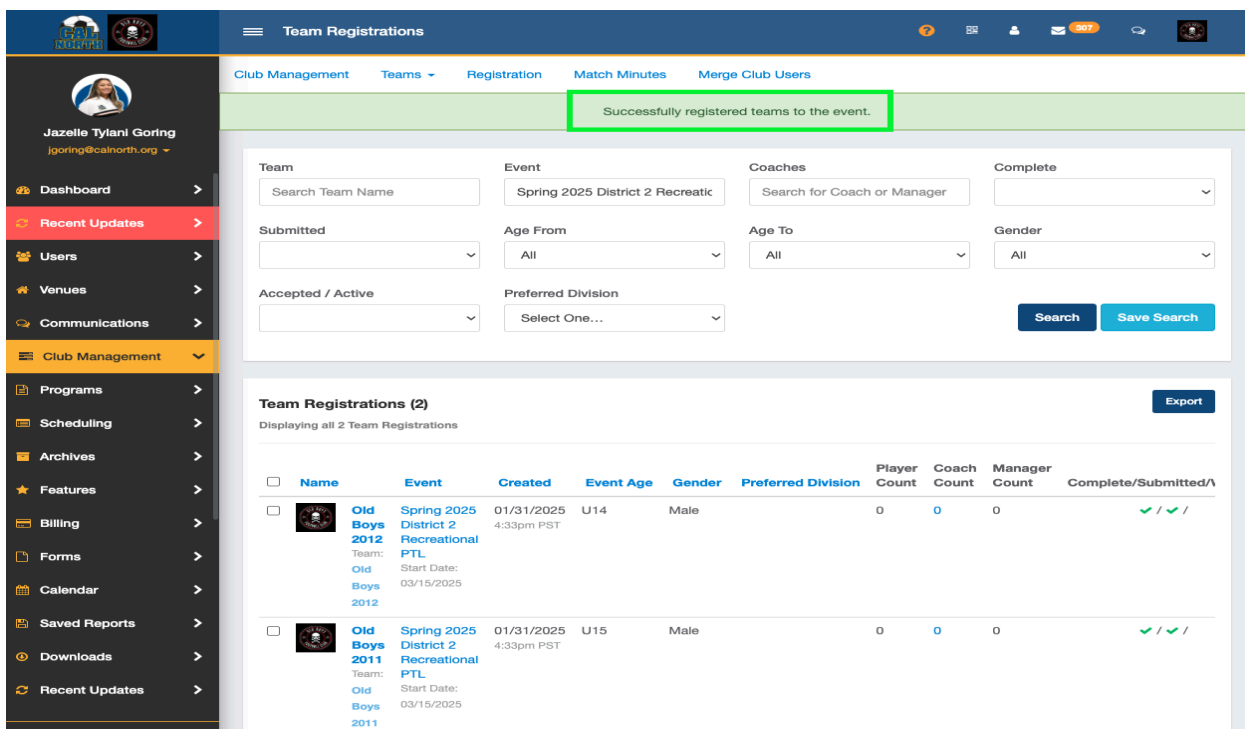 CAL
NORTH
Team Registrations
307
Jazelle Tylani Goring
jgoring@calnorth.org
Dashboard
Recent Updates
Users
Venues
Communications
Club Management
Programs
Scheduling
Archives
Features
Billing
Forms
Calendar
Saved Reports
Downloads
Recent Updates
Club Management Teams Registration Match Minutes Merge Club Users
Successfully registered teams to the event.
Team Event Coaches Complete
Search Team Name Spring 2025 District 2 Recreatic Search for Coach or Manager
Submitted Age From Age To Gender
All All All
Accepted / Active Preferred Division
Select One... Search Save Search
Team Registrations (2) Export
Displaying all 2 Team Registrations
Player Coach Manager
Name Event Created Event Age Gender Preferred Division Count Count Count Complete/Submitted/V
Old Spring 2025 01/31/2025 U14 Male 0 0 0 ✓ / ✓ /
Boys District 2 4:33pm PST
2012 Recreational
Team: PTL
Old Start Date:
Boys 03/15/2025
2012
Old Spring 2025 01/31/2025 U15 Male 0 0 0 ✓ / ✓ /
Boys District 2 4:33pm PST
2011 Recreational
Team: PTL
Old Start Date:
Boys 03/15/2025
2011